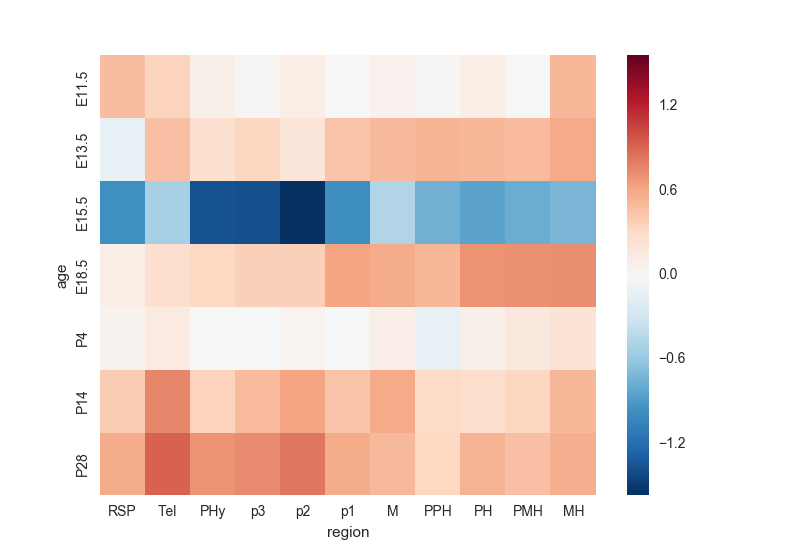 E11.5
E13.5
E15.5
E18.5
P4
P14
P28
age
RSP Tel PHy p3 p2 p1 M PPH PH PMH MH
region
1.2
0.6
0.0
−0.6
−1.2